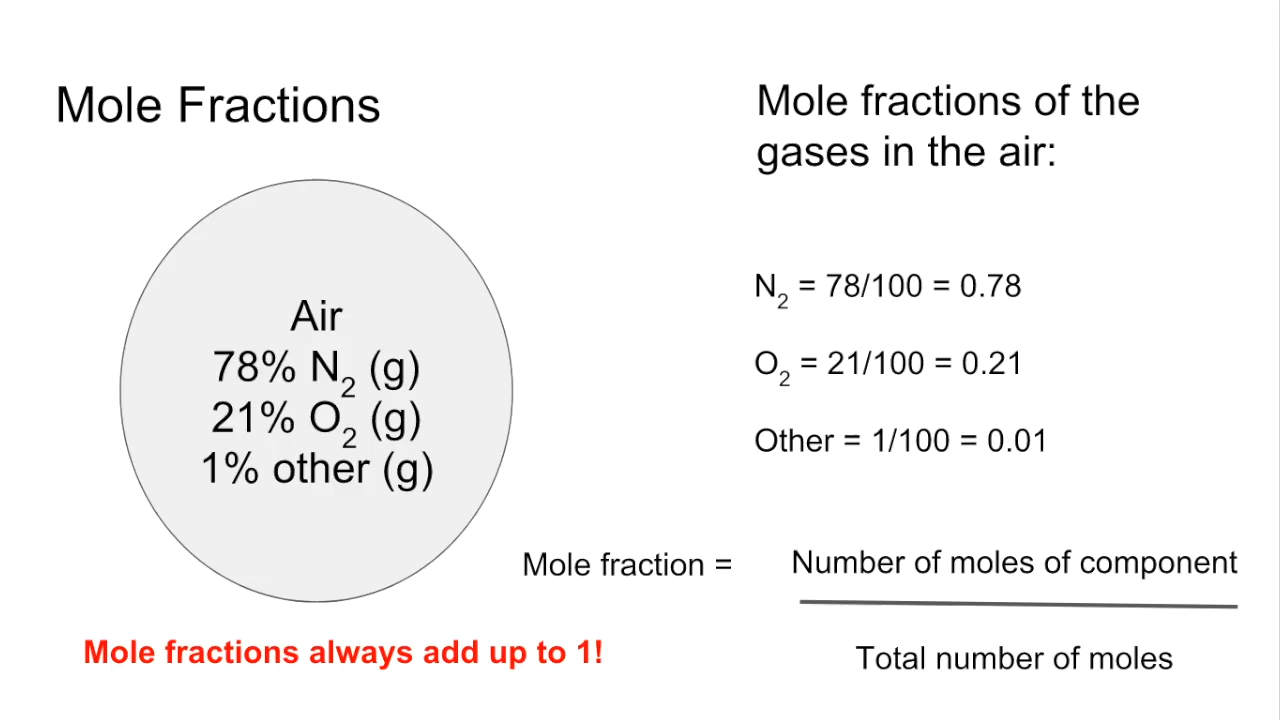 Mole Fractions
Air
78% N₂ (g)
21% O₂ (g)
1% other (g)
Mole fractions always add up to 1!
Mole fractions of the
gases in the air:
N₂ = 78/100 = 0.78
O₂ = 21/100 = 0.21
Other = 1/100 = 0.01
Mole fraction =
Number of moles of component
Total number of moles